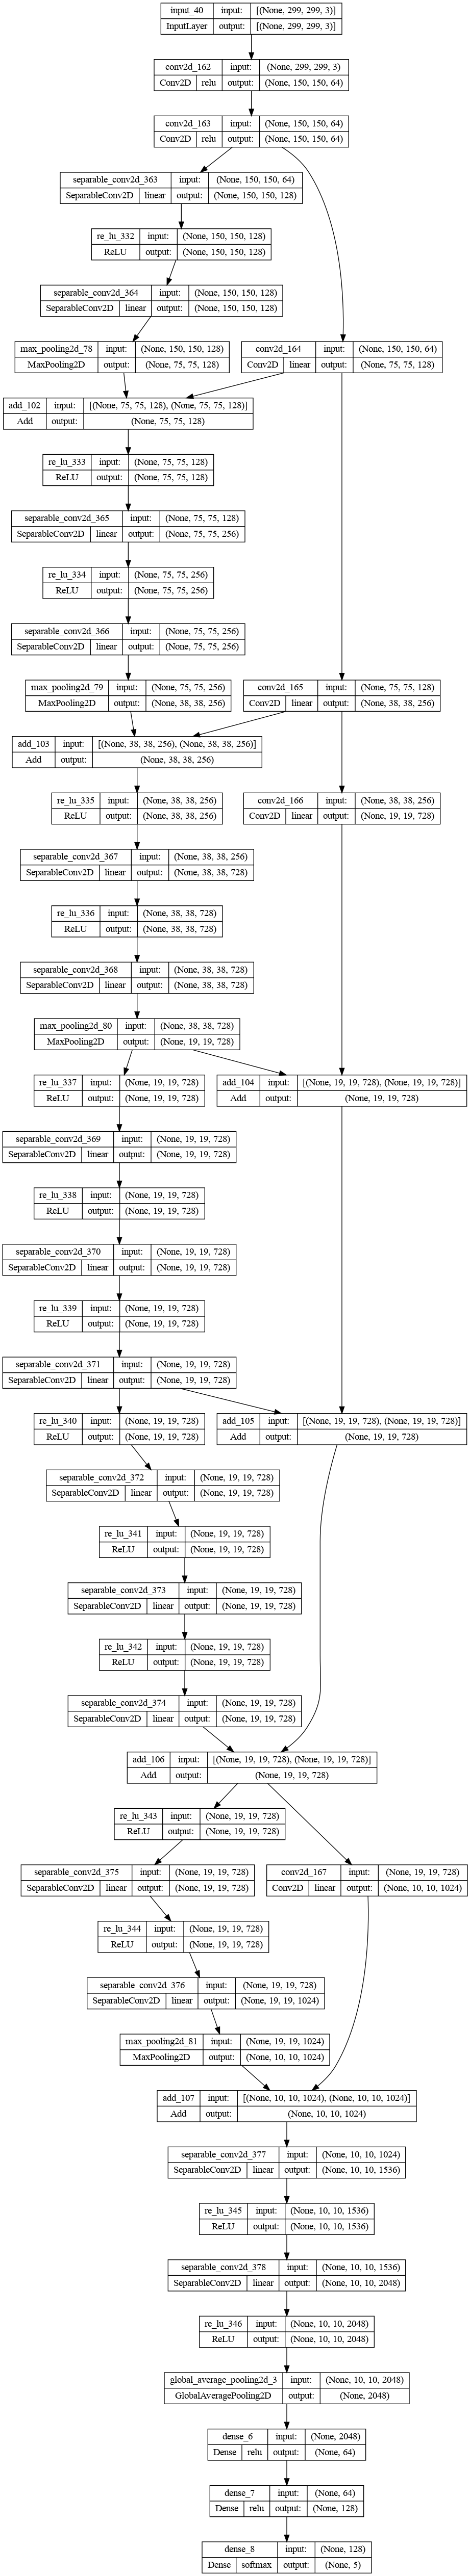 input_40 input: [(None, 299, 299, 3)]
InputLayer output: [(None, 299, 299, 3)]
conv2d_162 input: (None, 299, 299, 3)
Conv2D relu output: (None, 150, 150, 64)
conv2d_163 input: (None, 150, 150, 64)
Conv2D relu output: (None, 150, 150, 64)
separable_conv2d_363 input: (None, 150, 150, 64)
SeparableConv2D linear output: (None, 150, 150, 128)
re_lu_332 input: (None, 150, 150, 128)
ReLU output: (None, 150, 150, 128)
separable_conv2d_364 input: (None, 150, 150, 128)
SeparableConv2D linear output: (None, 150, 150, 128)
max_pooling2d_78 input: (None, 150, 150, 128) conv2d_164 input: (None, 150, 150, 64)
MaxPooling2D output: (None, 75, 75, 128) Conv2D linear output: (None, 75, 75, 128)
add_102 input: [(None, 75, 75, 128), (None, 75, 75, 128)]
Add output: (None, 75, 75, 128)
re_lu_333 input: (None, 75, 75, 128)
ReLU output: (None, 75, 75, 128)
separable_conv2d_365 input: (None, 75, 75, 128)
SeparableConv2D linear output: (None, 75, 75, 256)
re_lu_334 input: (None, 75, 75, 256)
ReLU output: (None, 75, 75, 256)
separable_conv2d_366 input: (None, 75, 75, 256)
SeparableConv2D linear output: (None, 75, 75, 256)
max_pooling2d_79 input: (None, 75, 75, 256) conv2d_165 input: (None, 75, 75, 128)
MaxPooling2D output: (None, 38, 38, 256) Conv2D linear output: (None, 38, 38, 256)
add_103 input: [(None, 38, 38, 256), (None, 38, 38, 256)]
Add output: (None, 38, 38, 256)
re_lu_335 input: (None, 38, 38, 256) conv2d_166 input: (None, 38, 38, 256)
ReLU output: (None, 38, 38, 256) Conv2D linear output: (None, 19, 19, 728)
separable_conv2d_367 input: (None, 38, 38, 256)
SeparableConv2D linear output: (None, 38, 38, 728)
re_lu_336 input: (None, 38, 38, 728)
ReLU output: (None, 38, 38, 728)
separable_conv2d_368 input: (None, 38, 38, 728)
SeparableConv2D linear output: (None, 38, 38, 728)
max_pooling2d_80 input: (None, 38, 38, 728)
MaxPooling2D output: (None, 19, 19, 728)
re_lu_337 input: (None, 19, 19, 728) add_104 input: [(None, 19, 19, 728), (None, 19, 19, 728)]
ReLU output: (None, 19, 19, 728) Add output: (None, 19, 19, 728)
separable_conv2d_369 input: (None, 19, 19, 728)
SeparableConv2D linear output: (None, 19, 19, 728)
re_lu_338 input: (None, 19, 19, 728)
ReLU output: (None, 19, 19, 728)
separable_conv2d_370 input: (None, 19, 19, 728)
SeparableConv2D linear output: (None, 19, 19, 728)
re_lu_339 input: (None, 19, 19, 728)
ReLU output: (None, 19, 19, 728)
separable_conv2d_371 input: (None, 19, 19, 728)
SeparableConv2D linear output: (None, 19, 19, 728)
re_lu_340 input: (None, 19, 19, 728) add_105 input: [(None, 19, 19, 728), (None, 19, 19, 728)]
ReLU output: (None, 19, 19, 728) Add output: (None, 19, 19, 728)
separable_conv2d_372 input: (None, 19, 19, 728)
SeparableConv2D linear output: (None, 19, 19, 728)
re_lu_341 input: (None, 19, 19, 728)
ReLU output: (None, 19, 19, 728)
separable_conv2d_373 input: (None, 19, 19, 728)
SeparableConv2D linear output: (None, 19, 19, 728)
re_lu_342 input: (None, 19, 19, 728)
ReLU output: (None, 19, 19, 728)
separable_conv2d_374 input: (None, 19, 19, 728)
SeparableConv2D linear output: (None, 19, 19, 728)
add_106 input: [(None, 19, 19, 728), (None, 19, 19, 728)]
Add output: (None, 19, 19, 728)
re_lu_343 input: (None, 19, 19, 728)
ReLU output: (None, 19, 19, 728)
separable_conv2d_375 input: (None, 19, 19, 728) conv2d_167 input: (None, 19, 19, 728)
SeparableConv2D linear output: (None, 19, 19, 728) Conv2D linear output: (None, 10, 10, 1024)
re_lu_344 input: (None, 19, 19, 728)
ReLU output: (None, 19, 19, 728)
separable_conv2d_376 input: (None, 19, 19, 728)
SeparableConv2D linear output: (None, 19, 19, 1024)
max_pooling2d_81 input: (None, 19, 19, 1024)
MaxPooling2D output: (None, 10, 10, 1024)
add_107 input: [(None, 10, 10, 1024), (None, 10, 10, 1024)]
Add output: (None, 10, 10, 1024)
separable_conv2d_377 input: (None, 10, 10, 1024)
SeparableConv2D linear output: (None, 10, 10, 1536)
re_lu_345 input: (None, 10, 10, 1536)
ReLU output: (None, 10, 10, 1536)
separable_conv2d_378 input: (None, 10, 10, 1536)
SeparableConv2D linear output: (None, 10, 10, 2048)
re_lu_346 input: (None, 10, 10, 2048)
ReLU output: (None, 10, 10, 2048)
global_average_pooling2d_3 input: (None, 10, 10, 2048)
GlobalAveragePooling2D output: (None, 2048)
dense_6 input: (None, 2048)
Dense relu output: (None, 64)
dense_7 input: (None, 64)
Dense relu output: (None, 128)
dense_8 input: (None, 128)
Dense softmax output: (None, 5)